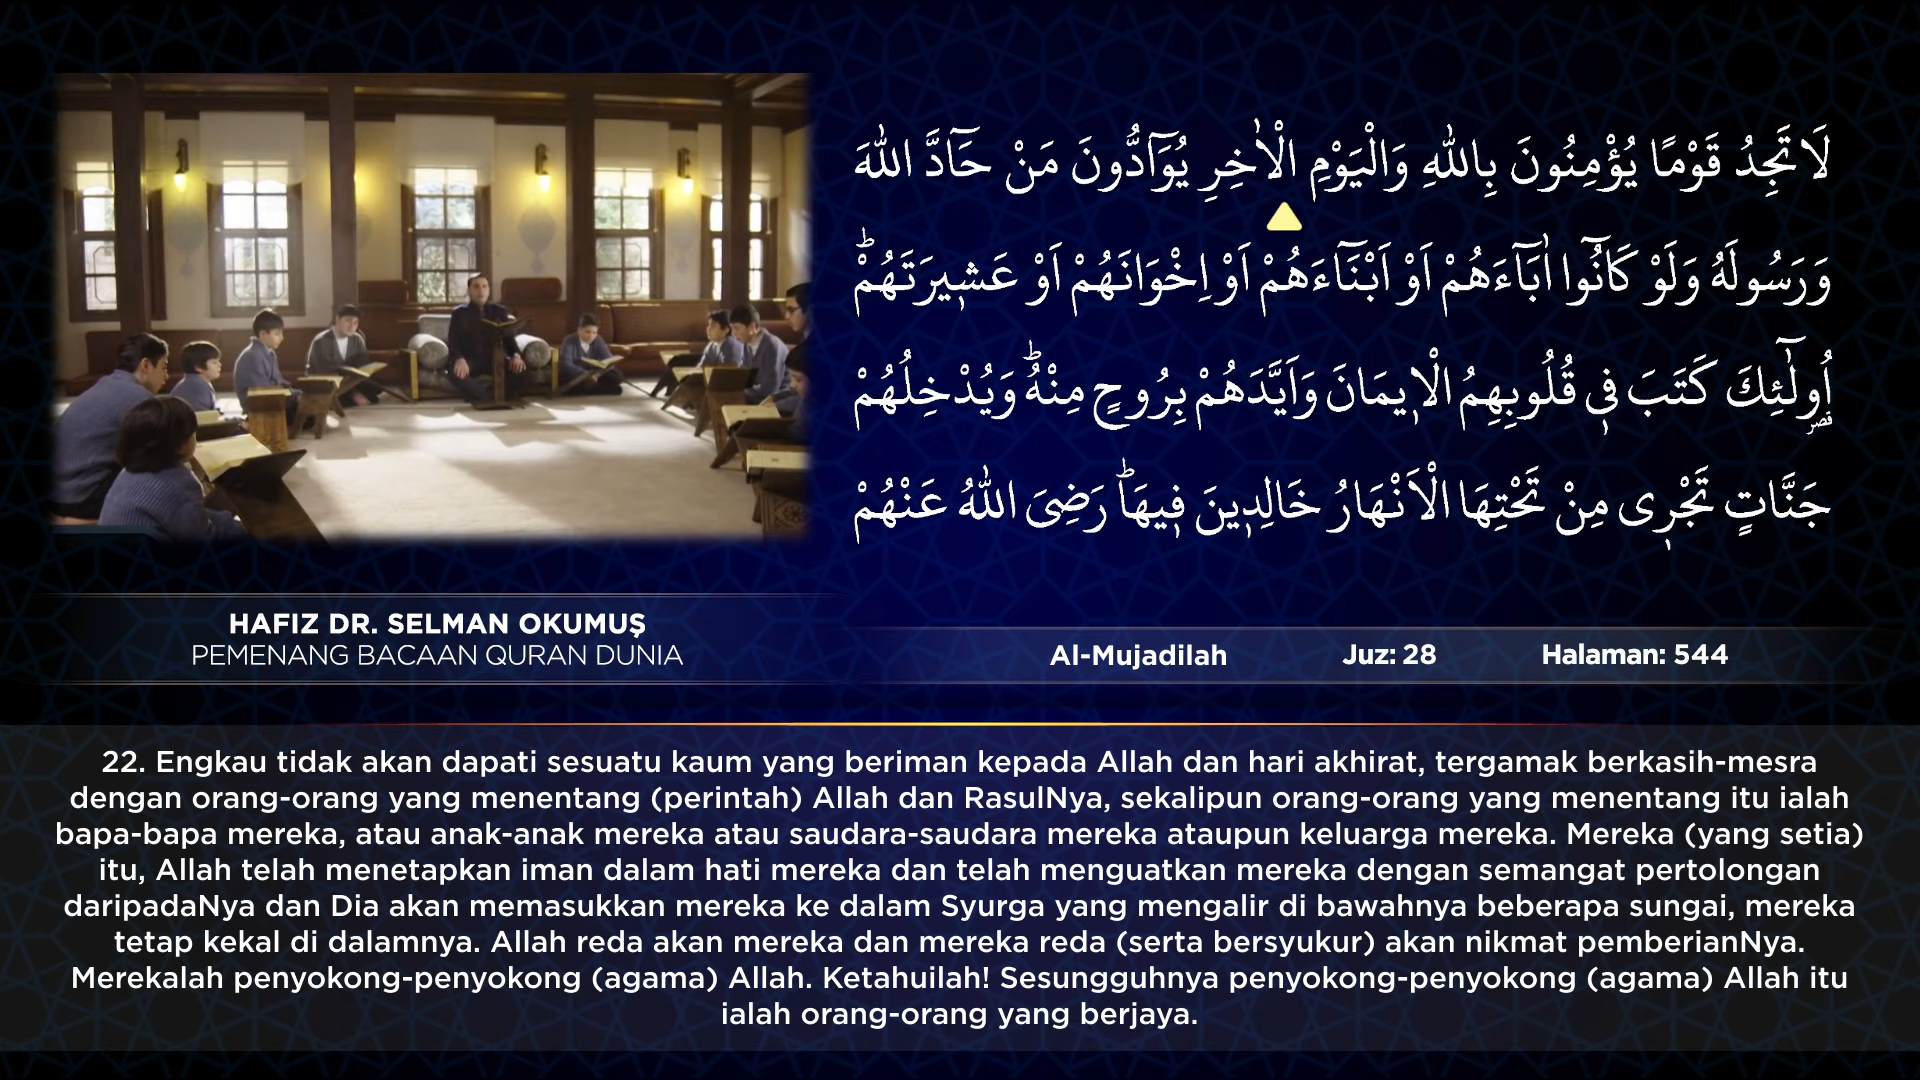 لَا تَجِدُ قَوْمًا يُؤْمِنُونَ بِاللّٰهِ وَالْيَوْمِ الْاٰخِرِ يُوَٓادُّونَ مَنْ حَٓادَّ اللّٰهَ
وَرَسُولَهُ وَلَوْ كَانُٓوا اٰبَٓاءَهُمْ اَوْ اَبْنَٓاءَهُمْ اَوْ اِخْوَانَهُمْ اَوْ عَشٖيرَتَهُمْؕ
اُو۬لٰٓئِكَ كَتَبَ فٖي قُلُوبِهِمُ الْاٖيمَانَ وَاَيَّدَهُمْ بِرُوحٍ مِنْهُؕ وَيُدْخِلُهُمْ
جَنَّاتٍ تَجْرٖى مِنْ تَحْتِهَا الْاَنْهَارُ خَالِدٖينَ فٖيهَاؕ رَضِىَ اللّٰهُ عَنْهُمْ
HAFIZ DR. SELMAN OKUMUŞ
PEMENANG BACAAN QURAN DUNIA
Al-Mujadilah Juz: 28 Halaman: 544
22. Engkau tidak akan dapati sesuatu kaum yang beriman kepada Allah dan hari akhirat, tergamak berkasih-mesra
dengan orang-orang yang menentang (perintah) Allah dan RasulNya, sekalipun orang-orang yang menentang itu ialah
bapa-bapa mereka, atau anak-anak mereka atau saudara-saudara mereka ataupun keluarga mereka. Mereka (yang setia)
itu, Allah telah menetapkan iman dalam hati mereka dan telah menguatkan mereka dengan semangat pertolongan
daripadaNya dan Dia akan memasukkan mereka ke dalam Syurga yang mengalir di bawahnya beberapa sungai, mereka
tetap kekal di dalamnya. Allah reda akan mereka dan mereka reda (serta bersyukur) akan nikmat pemberianNya.
Merekalah penyokong-penyokong (agama) Allah. Ketahuilah! Sesungguhnya penyokong-penyokong (agama) Allah itu
ialah orang-orang yang berjaya.